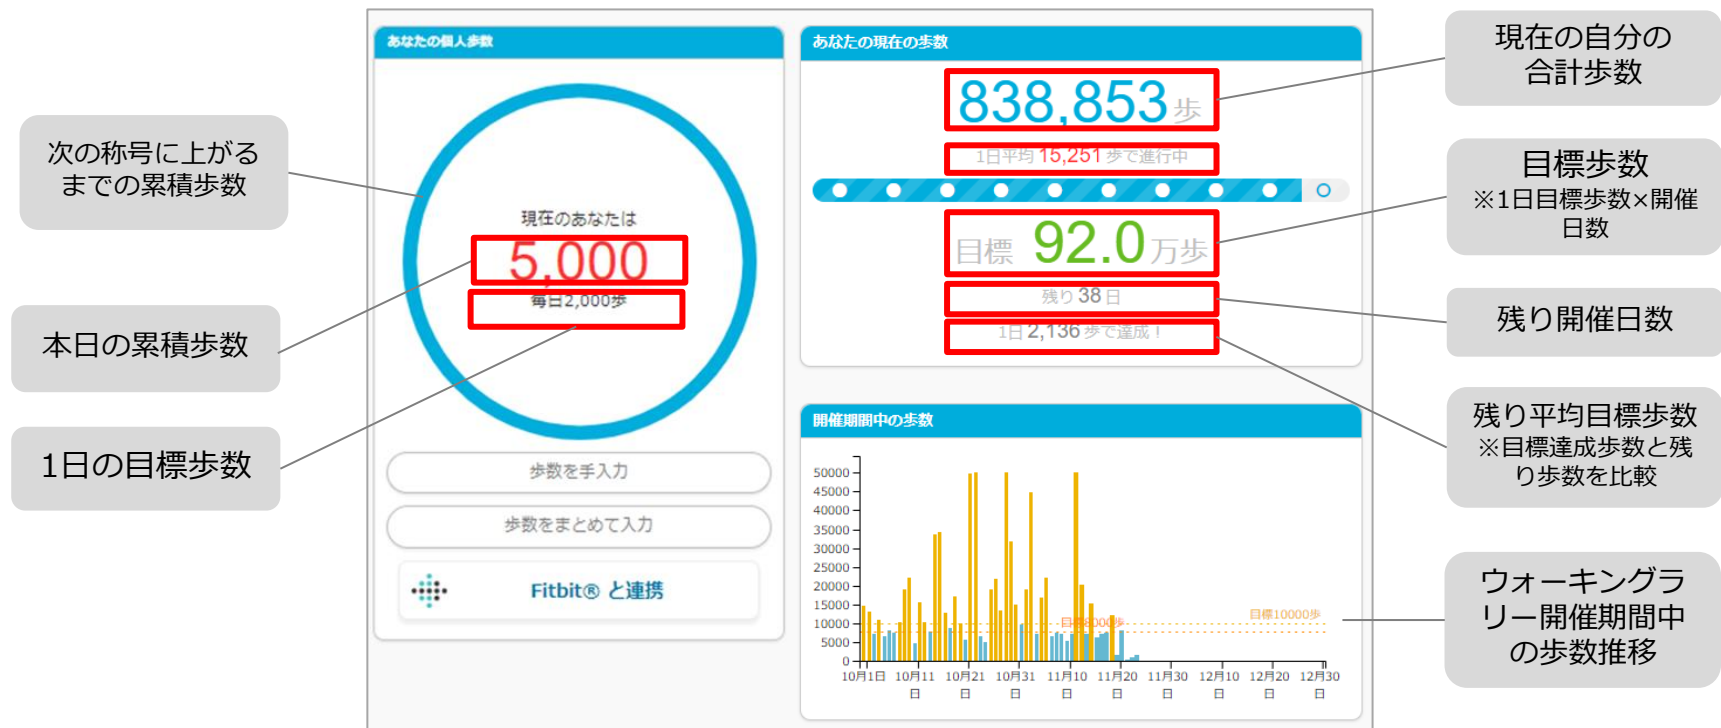 次の称号に上がる
までの累積歩数
本日の累積歩数
1日の目標歩数
あなたの個人歩数
現在のあなたは
5,000
毎日2,000歩
歩数を手入力
歩数をまとめて入力
Fitbit® と連携
あなたの現在の歩数
838,853 歩
1日平均 15,251 歩で進行中
目標 92.0 万歩
残り 38 日
1日 2,136 歩で達成！
開催期間中の歩数
50000
45000
40000
35000
30000
25000
20000
15000
10000
5000
0
目標10000歩
目標8000歩
10月1日 10月11日 10月21日 10月31日 11月10日 11月20日 11月30日 12月10日 12月20日 12月30日
現在の自分の
合計歩数
目標歩数
※1日目標歩数×開催
日数
残り開催日数
残り平均目標歩数
※目標達成歩数と残
り歩数を比較
ウォーキングラ
リー開催期間中
の歩数推移